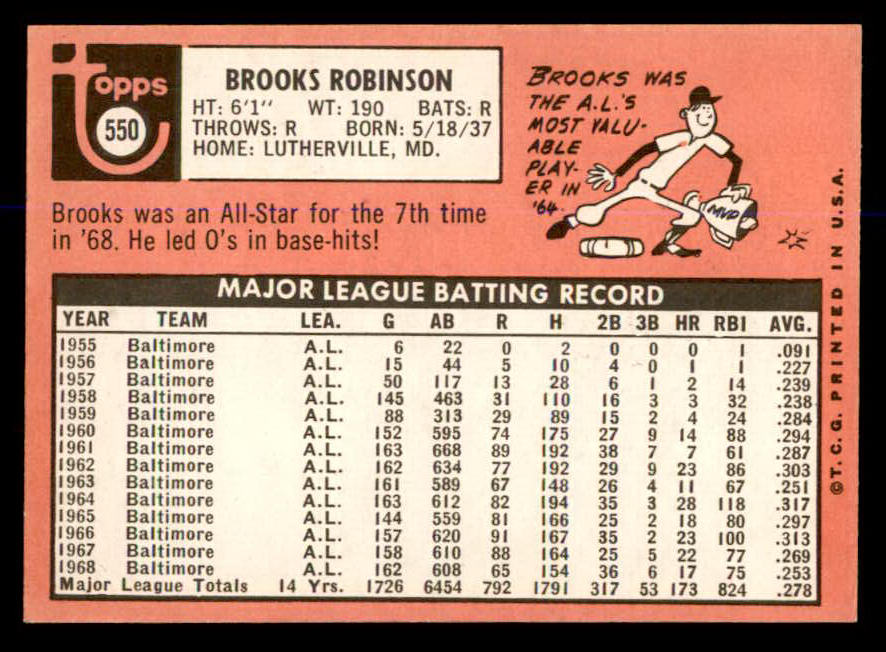 topps
550
BROOKS ROBINSON
HT: 6'1" WT: 190 BATS: R
THROWS: R BORN: 5/18/37
HOME: LUTHERVILLE, MD.
Brooks was an All-Star for the 7th time
in '68. He led O's in base-hits!
BROOKS WAS
THE A.L.'S
MOST VALU-
ABLE
PLAY-
ER IN
'64.
MVP
MAJOR LEAGUE BATTING RECORD
YEAR TEAM LEA. G AB R H 2B 3B HR RBI AVG.
1955 Baltimore A.L. 6 22 0 2 0 0 0 1 .091
1956 Baltimore A.L. 15 44 5 10 4 0 1 1 .227
1957 Baltimore A.L. 50 117 13 28 6 1 2 14 .239
1958 Baltimore A.L. 145 463 31 110 16 3 3 32 .238
1959 Baltimore A.L. 88 313 29 89 15 2 4 24 .284
1960 Baltimore A.L. 152 595 74 175 27 9 14 88 .294
1961 Baltimore A.L. 163 668 89 192 38 7 7 61 .287
1962 Baltimore A.L. 162 634 77 192 29 9 23 86 .303
1963 Baltimore A.L. 161 589 67 148 26 4 11 67 .251
1964 Baltimore A.L. 163 612 82 194 35 3 28 118 .317
1965 Baltimore A.L. 144 559 81 166 25 2 18 80 .297
1966 Baltimore A.L. 157 620 91 167 35 2 23 100 .313
1967 Baltimore A.L. 158 610 88 164 25 5 22 77 .269
1968 Baltimore A.L. 162 608 65 154 36 6 17 75 .253
Major League Totals 14 Yrs. 1726 6454 792 1791 317 53 173 824 .278
©T. C. G. PRINTED IN U.S.A.